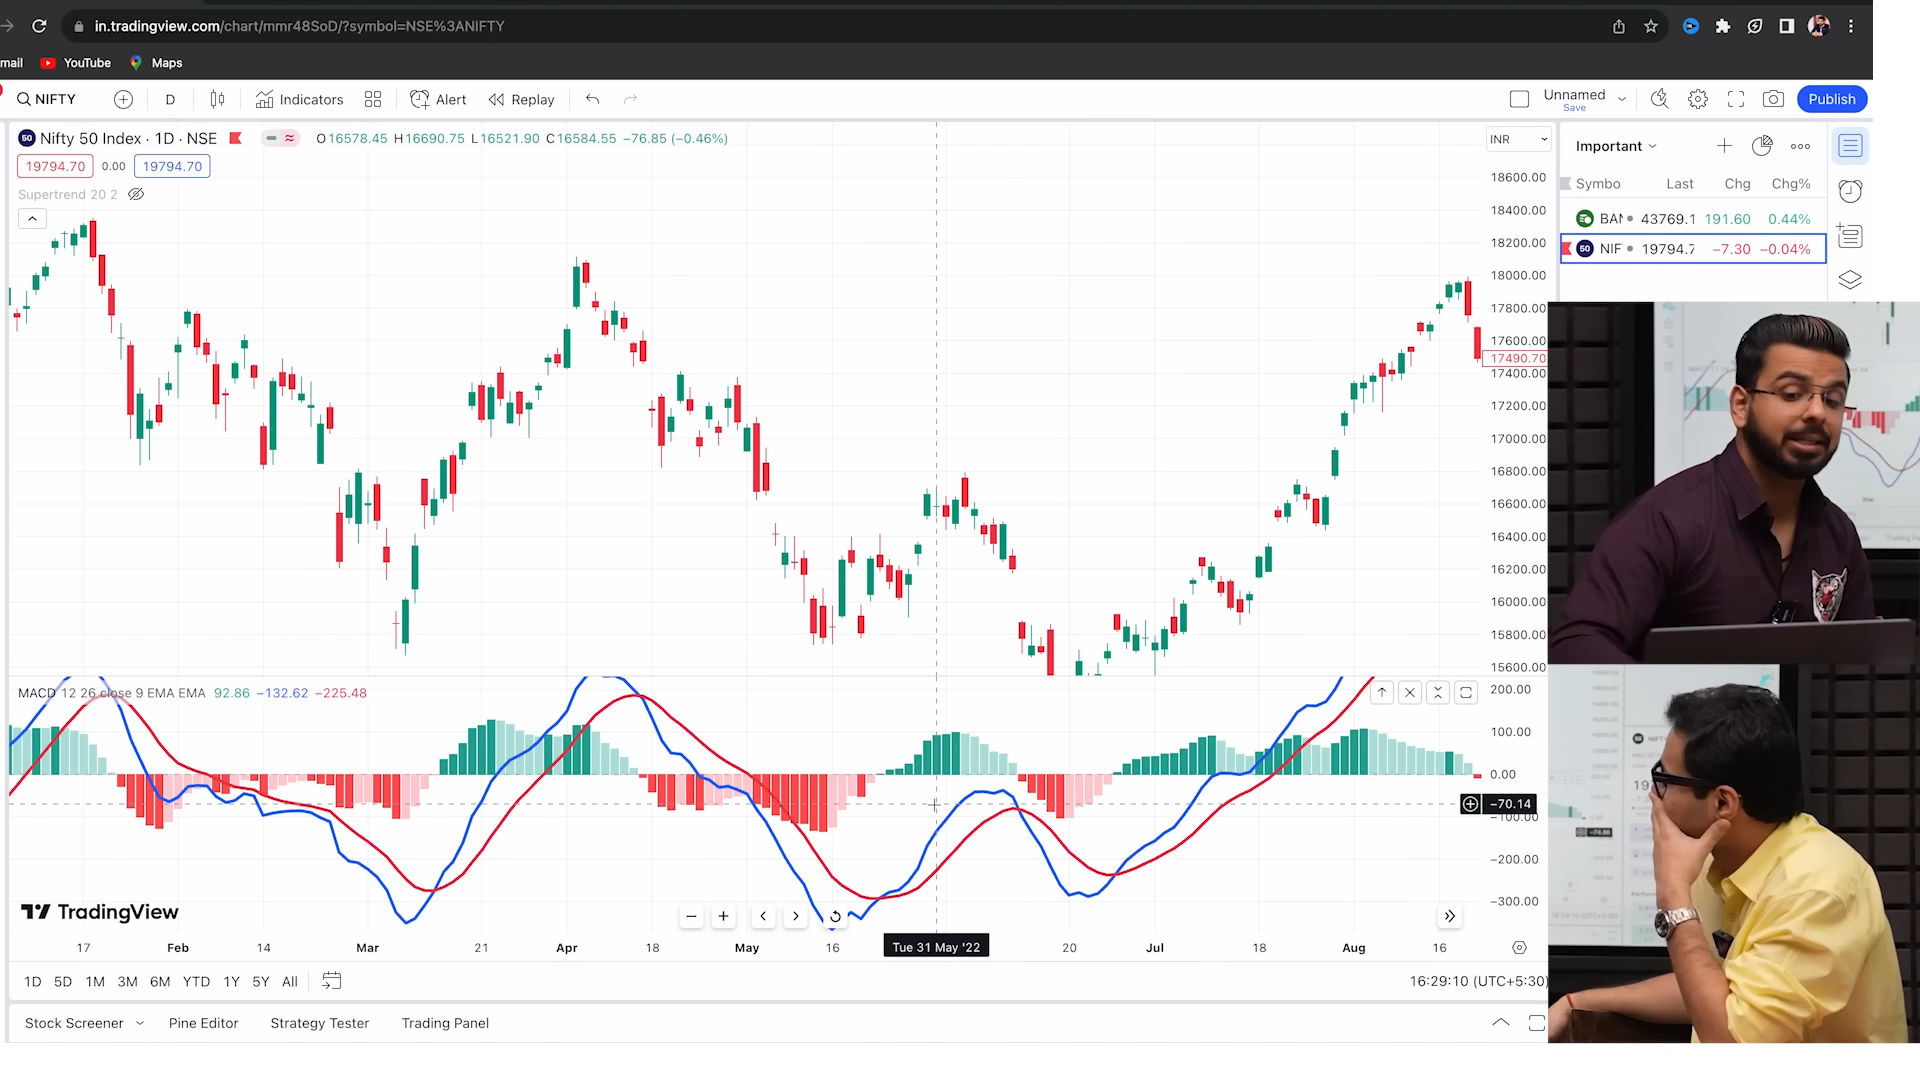 in.tradingview.com/chart/mmr48SoD/?symbol=NSE%3ANIFTY
mail YouTube Maps
NIFTY D Indicators Alert Replay Unnamed Save Publish
50 Nifty 50 Index · 1D · NSE O16578.45 H16690.75 L16521.90 C16584.55 −76.85 (−0.46%)
19794.70 0.00 19794.70
Supertrend 20 2
INR
18600.00
18400.00
18200.00
18000.00
17800.00
17600.00
17490.70
17400.00
17200.00
17000.00
16800.00
16600.00
16400.00
16200.00
16000.00
15800.00
15600.00
Important
Symbo Last Chg Chg%
BAN 43769.1 191.60 0.44%
50 NIF 19794.7 −7.30 −0.04%
MACD 12 26 close 9 EMA EMA 92.86 −132.62 −225.48
200.00
100.00
0.00
−70.14
−100.00
−200.00
−300.00
TradingView
17 Feb 14 Mar 21 Apr 18 May 16 Tue 31 May '22 20 Jul 18 Aug 16
1D 5D 1M 3M 6M YTD 1Y 5Y All 16:29:10 (UTC+5:30)
Stock Screener Pine Editor Strategy Tester Trading Panel